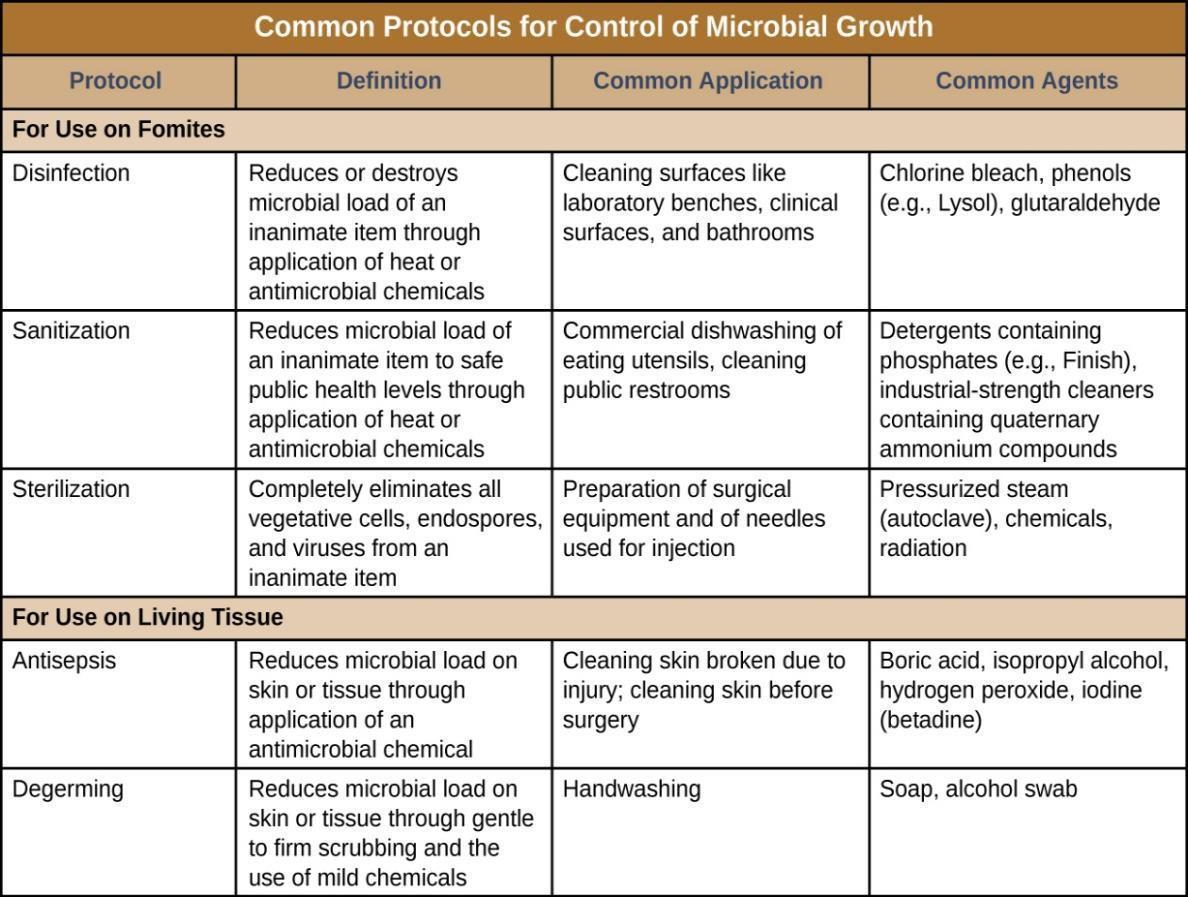 Common Protocols for Control of Microbial Growth
Protocol
Definition
Common Application
Common Agents
For Use on Fomites
Disinfection
Reduces or destroys
microbial load of an
inanimate item through
application of heat or
antimicrobial chemicals
Cleaning surfaces like
laboratory benches, clinical
surfaces, and bathrooms
Chlorine bleach, phenols
(e.g., Lysol), glutaraldehyde
Sanitization
Reduces microbial load of
an inanimate item to safe
public health levels through
application of heat or
antimicrobial chemicals
Commercial dishwashing of
eating utensils, cleaning
public restrooms
Detergents containing
phosphates (e.g., Finish),
industrial-strength cleaners
containing quaternary
ammonium compounds
Sterilization
Completely eliminates all
vegetative cells, endospores,
and viruses from an
inanimate item
Preparation of surgical
equipment and of needles
used for injection
Pressurized steam
(autoclave), chemicals,
radiation
For Use on Living Tissue
Antisepsis
Reduces microbial load on
skin or tissue through
application of an
antimicrobial chemical
Cleaning skin broken due to
injury; cleaning skin before
surgery
Boric acid, isopropyl alcohol,
hydrogen peroxide, iodine
(betadine)
Degerming
Reduces microbial load on
skin or tissue through gentle
to firm scrubbing and the
use of mild chemicals
Handwashing
Soap, alcohol swab